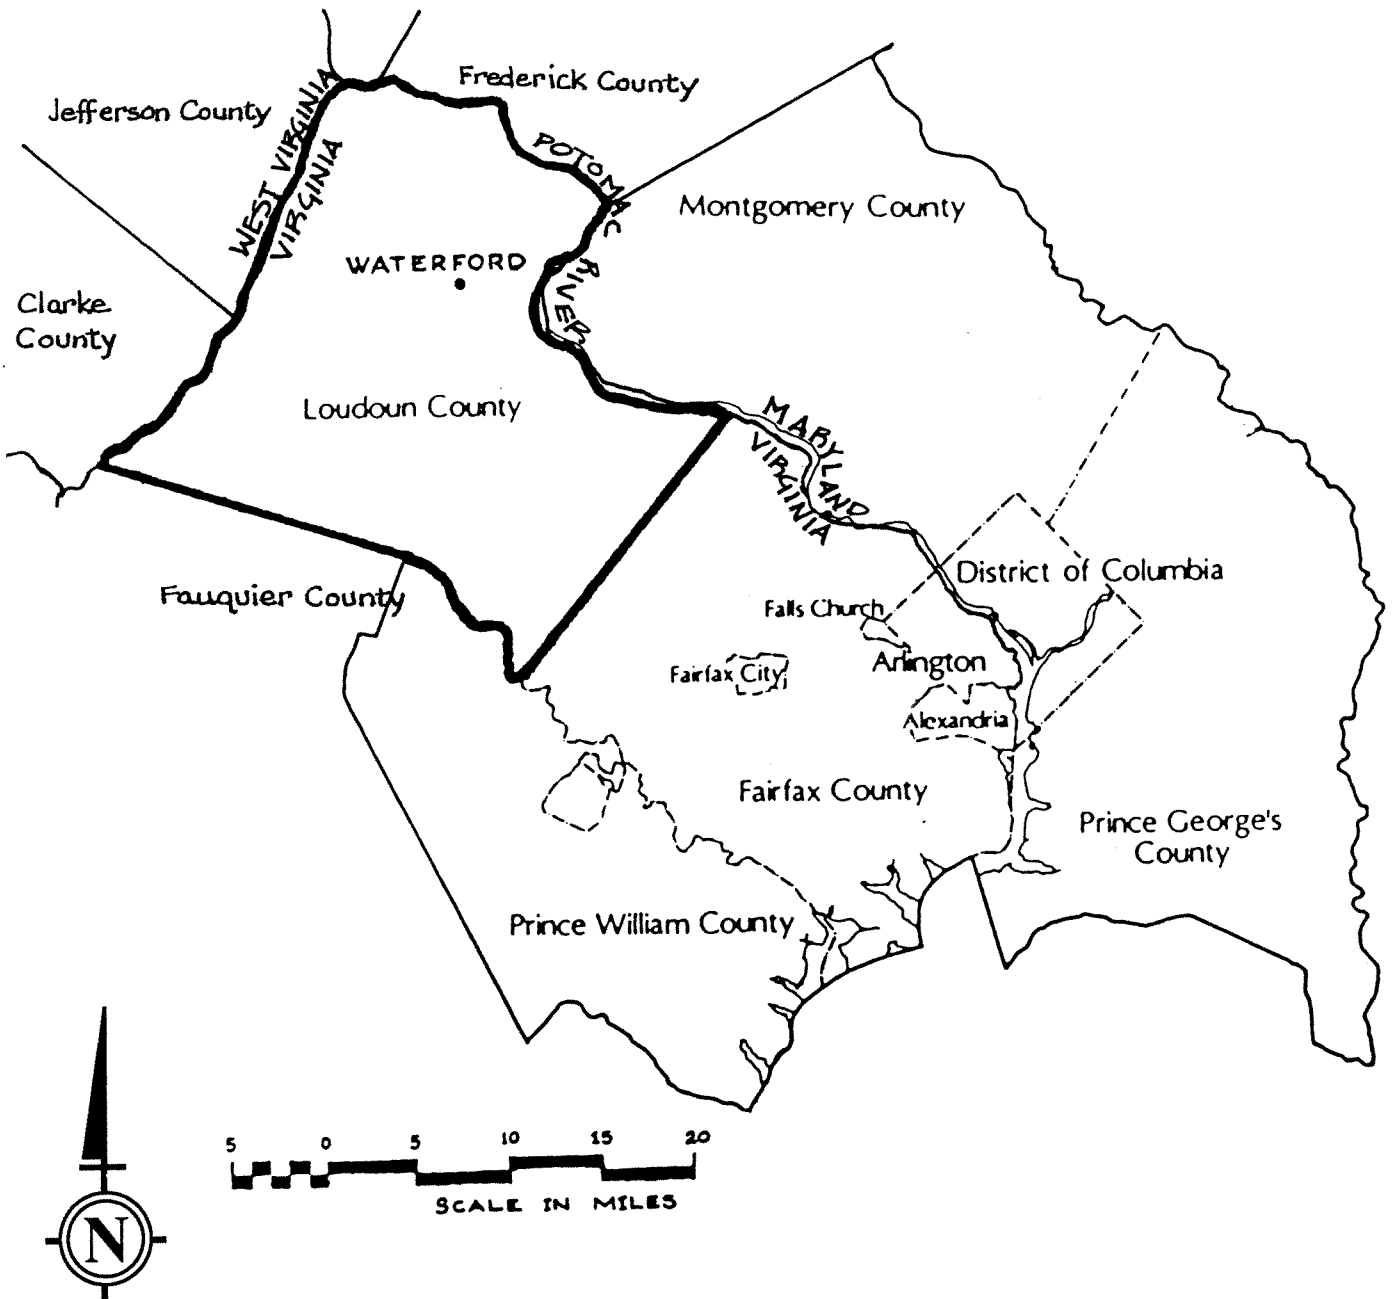 Frederick County
Jefferson County
WEST VIRGINIA
VIRGINIA
POTOMAC
RIVER
Montgomery County
WATERFORD
Clarke
County
Loudoun County
MARYLAND
VIRGINIA
District of Columbia
Fauquier County
Falls Church
Arlington
Fairfax City
Alexandria
Fairfax County
Prince George's
County
Prince William County
5 0 5 10 15 20
SCALE IN MILES
N